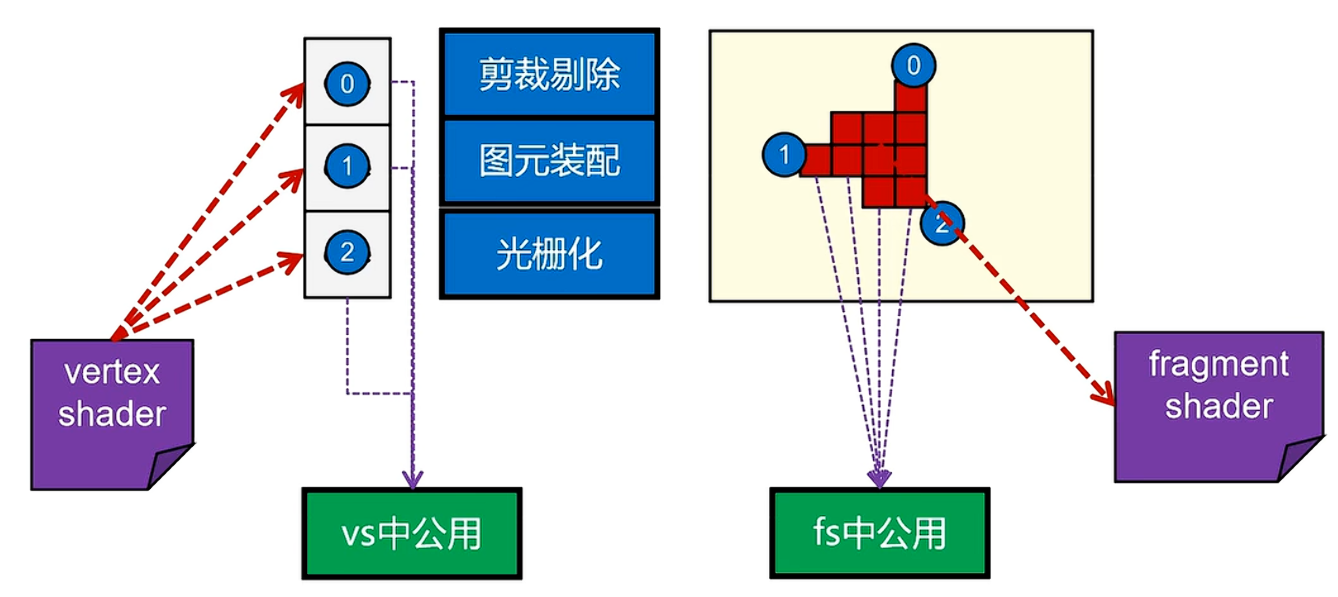 0
1
2
剪裁剔除
图元装配
光栅化
0
1
2
vertex
shader
fragment
shader
vs中公用
fs中公用